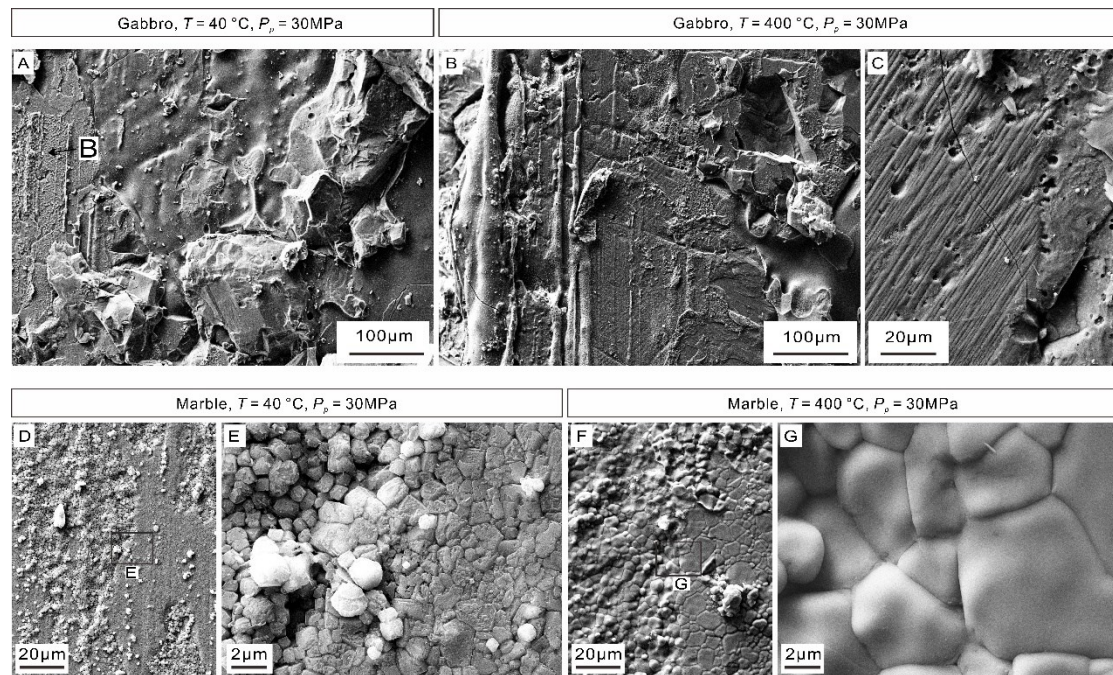 Gabbro, T = 40 °C, Pp = 30MPa
Gabbro, T = 400 °C, Pp = 30MPa
A
B
100μm
B
100μm
C
20μm
Marble, T = 40 °C, Pp = 30MPa
Marble, T = 400 °C, Pp = 30MPa
D
E
20μm
E
2μm
F
G
20μm
G
2μm